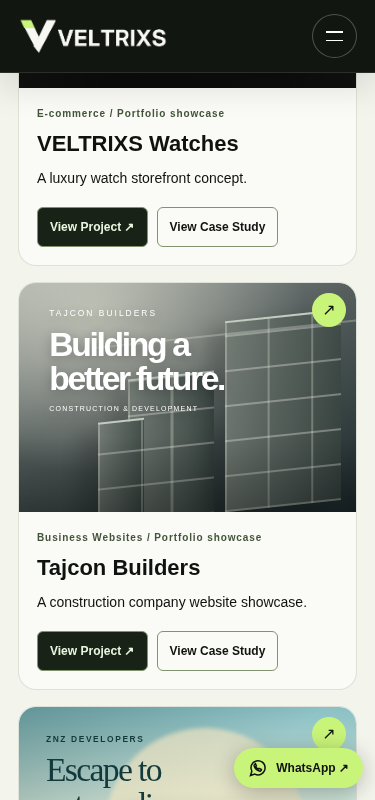 VELTRIXS
E-commerce / Portfolio showcase
VELTRIXS Watches
A luxury watch storefront concept.
View Project ↗ View Case Study
TAJCON BUILDERS
Building a
better future.
CONSTRUCTION & DEVELOPMENT
Business Websites / Portfolio showcase
Tajcon Builders
A construction company website showcase.
View Project ↗ View Case Study
ZNZ DEVELOPERS
Escape to
WhatsApp ↗